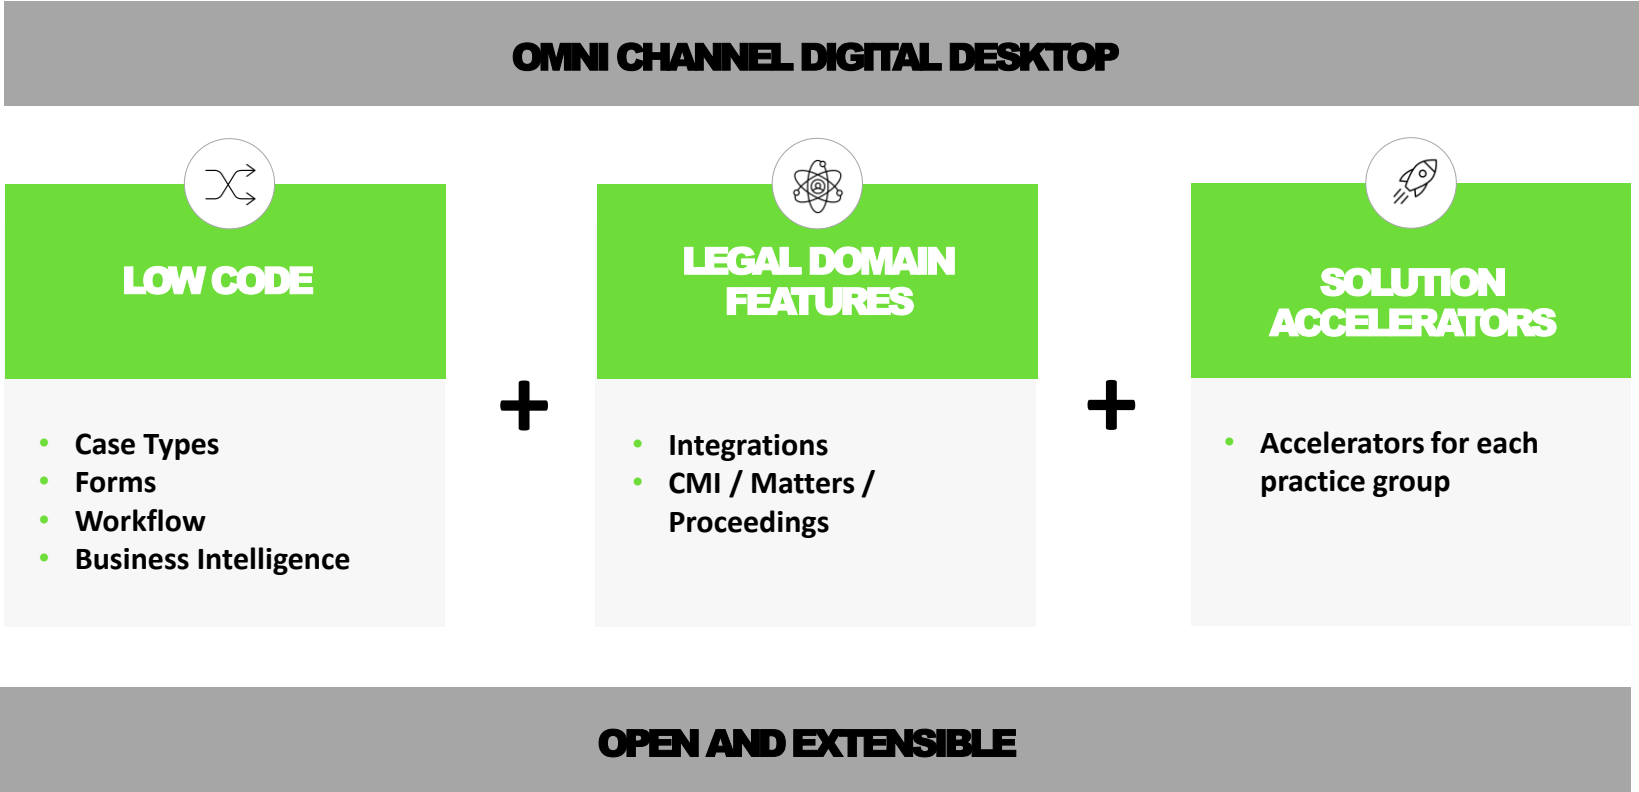 OMNI CHANNEL DIGITAL DESKTOP
LOW CODE
• Case Types
• Forms
• Workflow
• Business Intelligence
+
LEGAL DOMAIN
FEATURES
• Integrations
• CMI / Matters /
Proceedings
+
SOLUTION
ACCELERATORS
• Accelerators for each
practice group
OPEN AND EXTENSIBLE